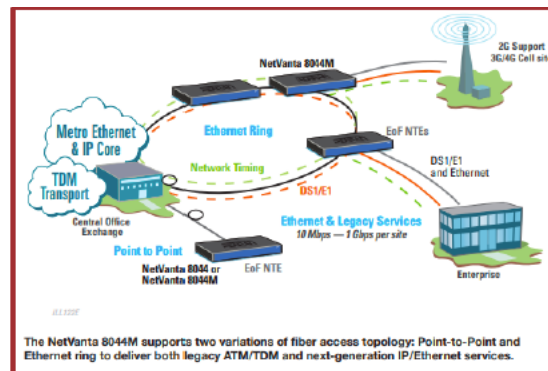 NetVanta 8044M
2G Support
3G/4G Cell site
Ethernet Ring
EoF NTEs
Metro Ethernet
& IP Core
Network Timing
TDM
Transport
DS1/E1
DS1/E1
and Ethernet
Central Office
Exchange
Ethernet & Legacy Services
10 Mbps — 1 Gbps per site
Point to Point
NetVanta 8044 or
NetVanta 8044M
EoF NTE
Enterprise
The NetVanta 8044M supports two variations of fiber access topology: Point-to-Point and
Ethernet ring to deliver both legacy ATM/TDM and next-generation IP/Ethernet services.